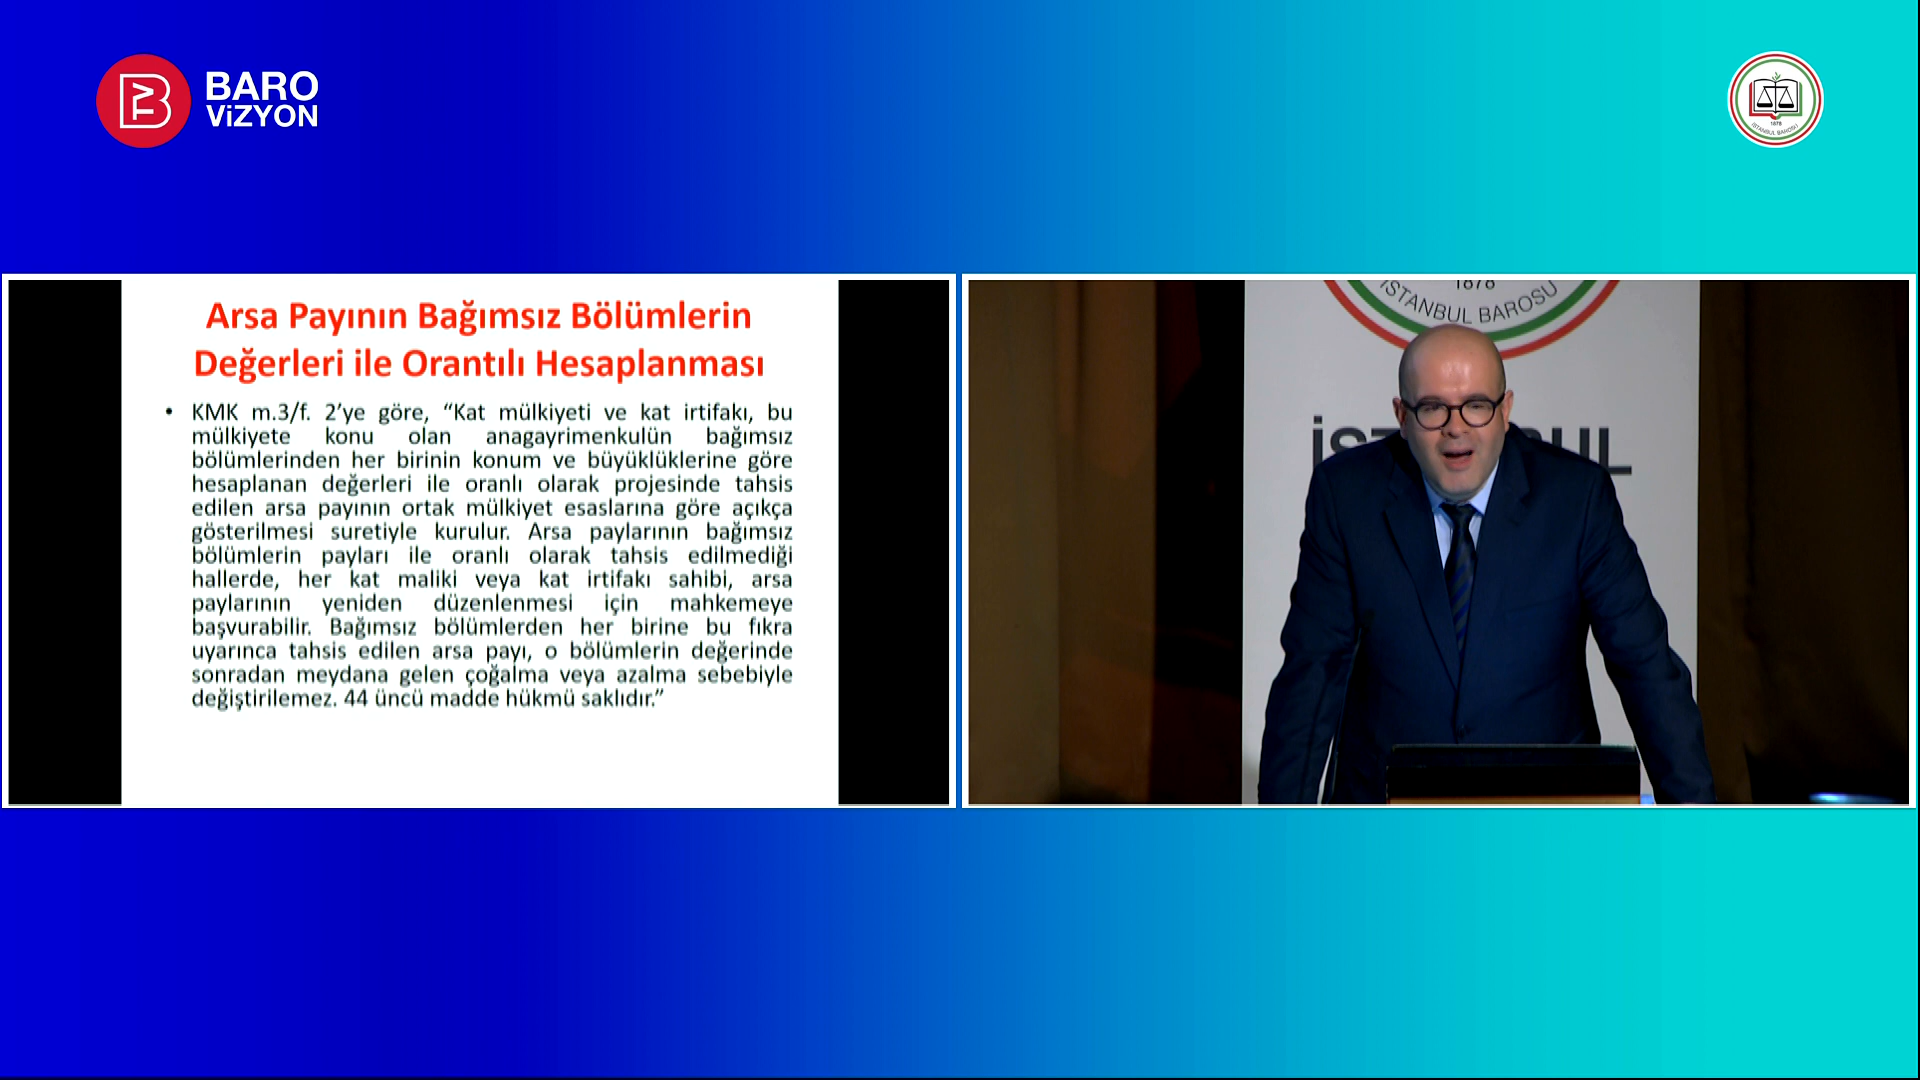 BARO
ViZYON
1878
İSTANBUL BAROSU
Arsa Payının Bağımsız Bölümlerin
Değerleri ile Orantılı Hesaplanması
• KMK m.3/f. 2’ye göre, “Kat mülkiyeti ve kat irtifakı, bu
mülkiyete konu olan anagayrimenkulün bağımsız
bölümlerinden her birinin konum ve büyüklüklerine göre
hesaplanan değerleri ile oranlı olarak projesinde tahsis
edilen arsa payının ortak mülkiyet esaslarına göre açıkça
gösterilmesi suretiyle kurulur. Arsa paylarının bağımsız
bölümlerin payları ile oranlı olarak tahsis edilmediği
hallerde, her kat maliki veya kat irtifakı sahibi, arsa
paylarının yeniden düzenlenmesi için mahkemeye
başvurabilir. Bağımsız bölümlerden her birine bu fıkra
uyarınca tahsis edilen arsa payı, o bölümlerin değerinde
sonradan meydana gelen çoğalma veya azalma sebebiyle
değiştirilemez. 44 üncü madde hükmü saklıdır.”
1878
İSTANBUL BAROSU